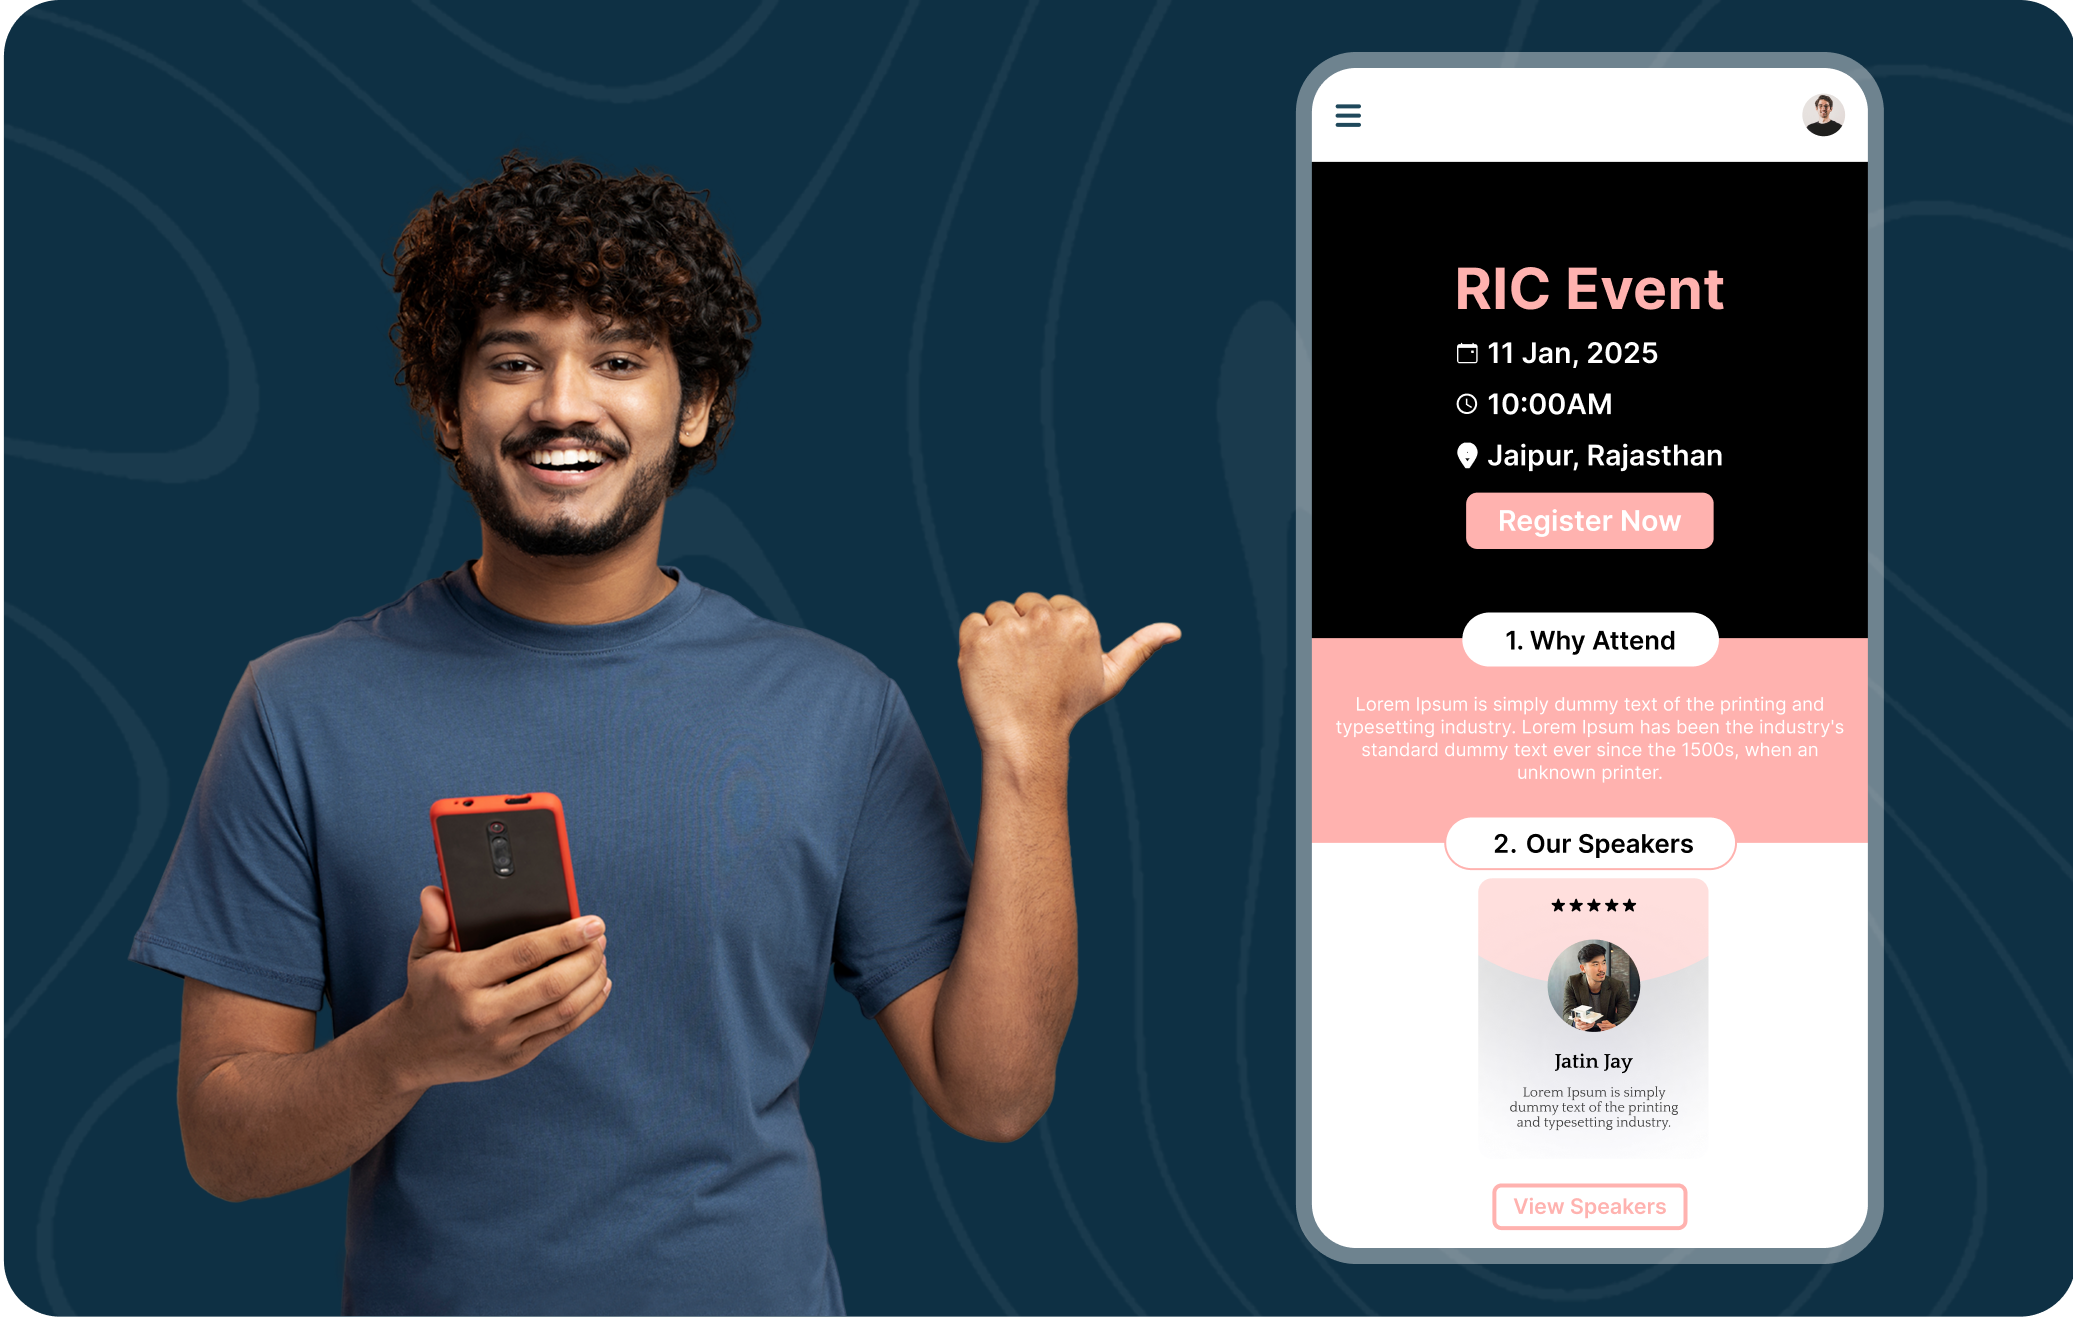 RIC Event
11 Jan, 2025
10:00AM
Jaipur, Rajasthan
Register Now
1. Why Attend
Lorem Ipsum is simply dummy text of the printing and
typesetting industry. Lorem Ipsum has been the industry's
standard dummy text ever since the 1500s, when an
unknown printer.
2. Our Speakers
Jatin Jay
Lorem Ipsum is simply
dummy text of the printing
and typesetting industry.
View Speakers